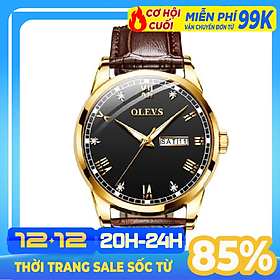 CƠ HỘI CUỐI
MIỄN PHÍ 99K
VẬN CHUYỂN ĐƠN TỪ
OLEVS
SAT 11
12.12
20H-24H
THỜI TRANG SALE SỐC TỪ
85%